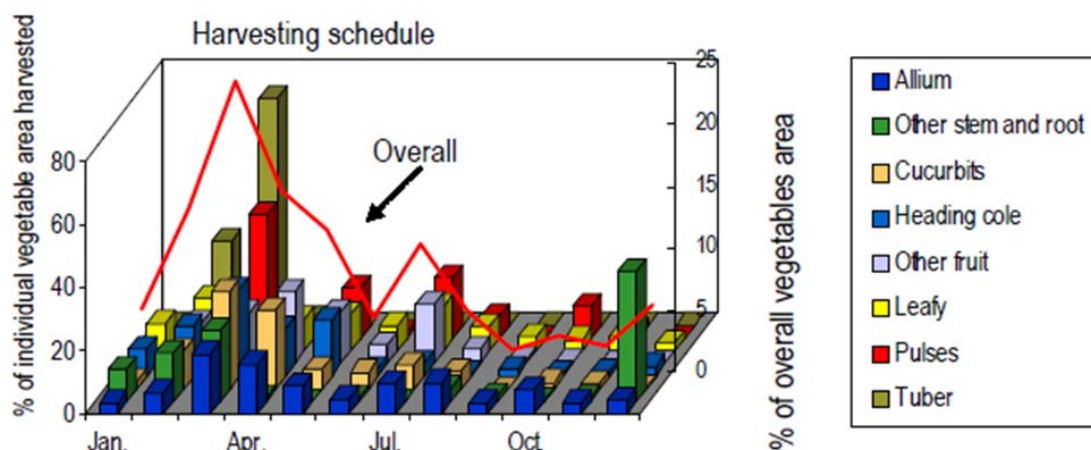 Harvesting schedule
% of individual vegetable area harvested
80
60
40
20
0
Overall
25
20
15
10
5
0
% of overall vegetables area
Jan.
Apr.
Jul.
Oct.
Allium
Other stem and root
Cucurbits
Heading cole
Other fruit
Leafy
Pulses
Tuber